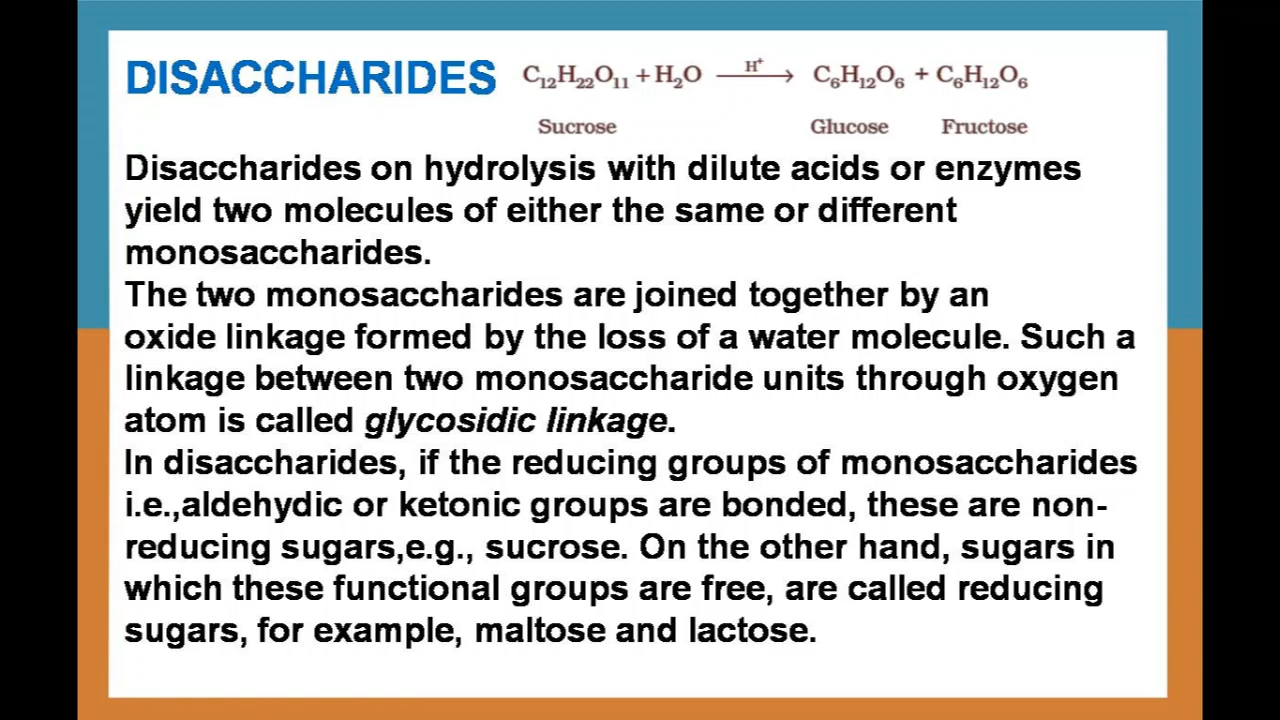 DISACCHARIDES C₁₂H₂₂O₁₁ + H₂O ⟶ (H⁺) C₆H₁₂O₆ + C₆H₁₂O₆
Sucrose Glucose Fructose
Disaccharides on hydrolysis with dilute acids or enzymes
yield two molecules of either the same or different
monosaccharides.
The two monosaccharides are joined together by an
oxide linkage formed by the loss of a water molecule. Such a
linkage between two monosaccharide units through oxygen
atom is called glycosidic linkage.
In disaccharides, if the reducing groups of monosaccharides
i.e.,aldehydic or ketonic groups are bonded, these are non-
reducing sugars,e.g., sucrose. On the other hand, sugars in
which these functional groups are free, are called reducing
sugars, for example, maltose and lactose.